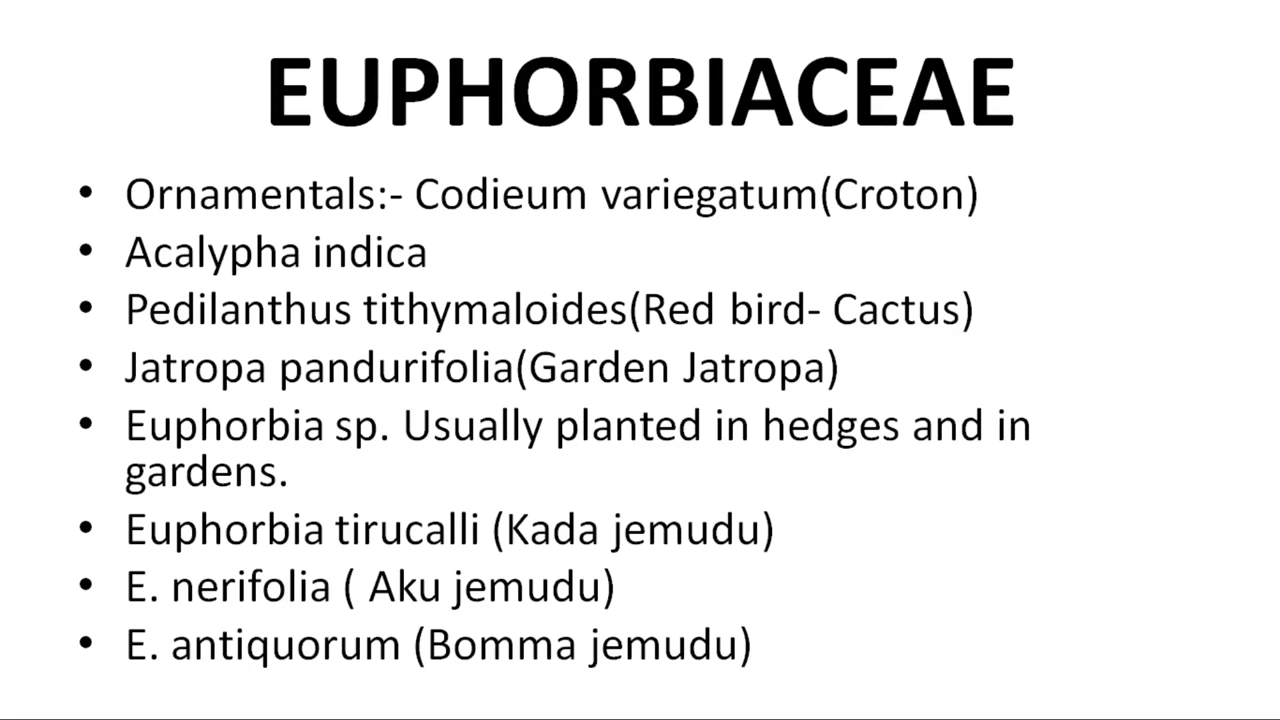 EUPHORBIACEAE
• Ornamentals:- Codieum variegatum(Croton)
• Acalypha indica
• Pedilanthus tithymaloides(Red bird- Cactus)
• Jatropa pandurifolia(Garden Jatropa)
• Euphorbia sp. Usually planted in hedges and in
gardens.
• Euphorbia tirucalli (Kada jemudu)
• E. nerifolia ( Aku jemudu)
• E. antiquorum (Bomma jemudu)